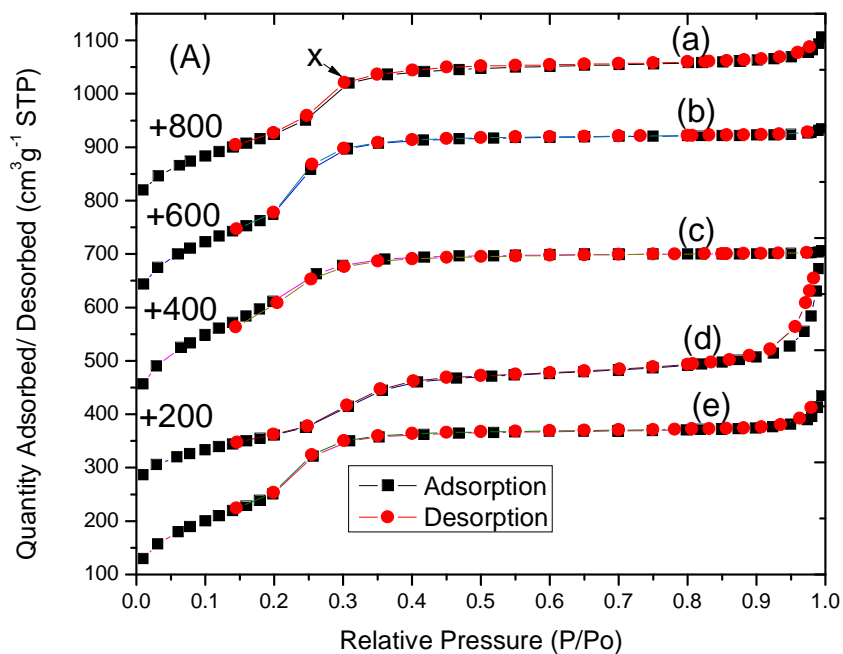 (A)
x
(a)
+800
(b)
+600
(c)
+400
(d)
+200
(e)
Adsorption
Desorption
1100
1000
900
800
700
600
500
400
300
200
100
0.0 0.1 0.2 0.3 0.4 0.5 0.6 0.7 0.8 0.9 1.0
Quantity Adsorbed/ Desorbed (cm³g⁻¹ STP)
Relative Pressure (P/Po)